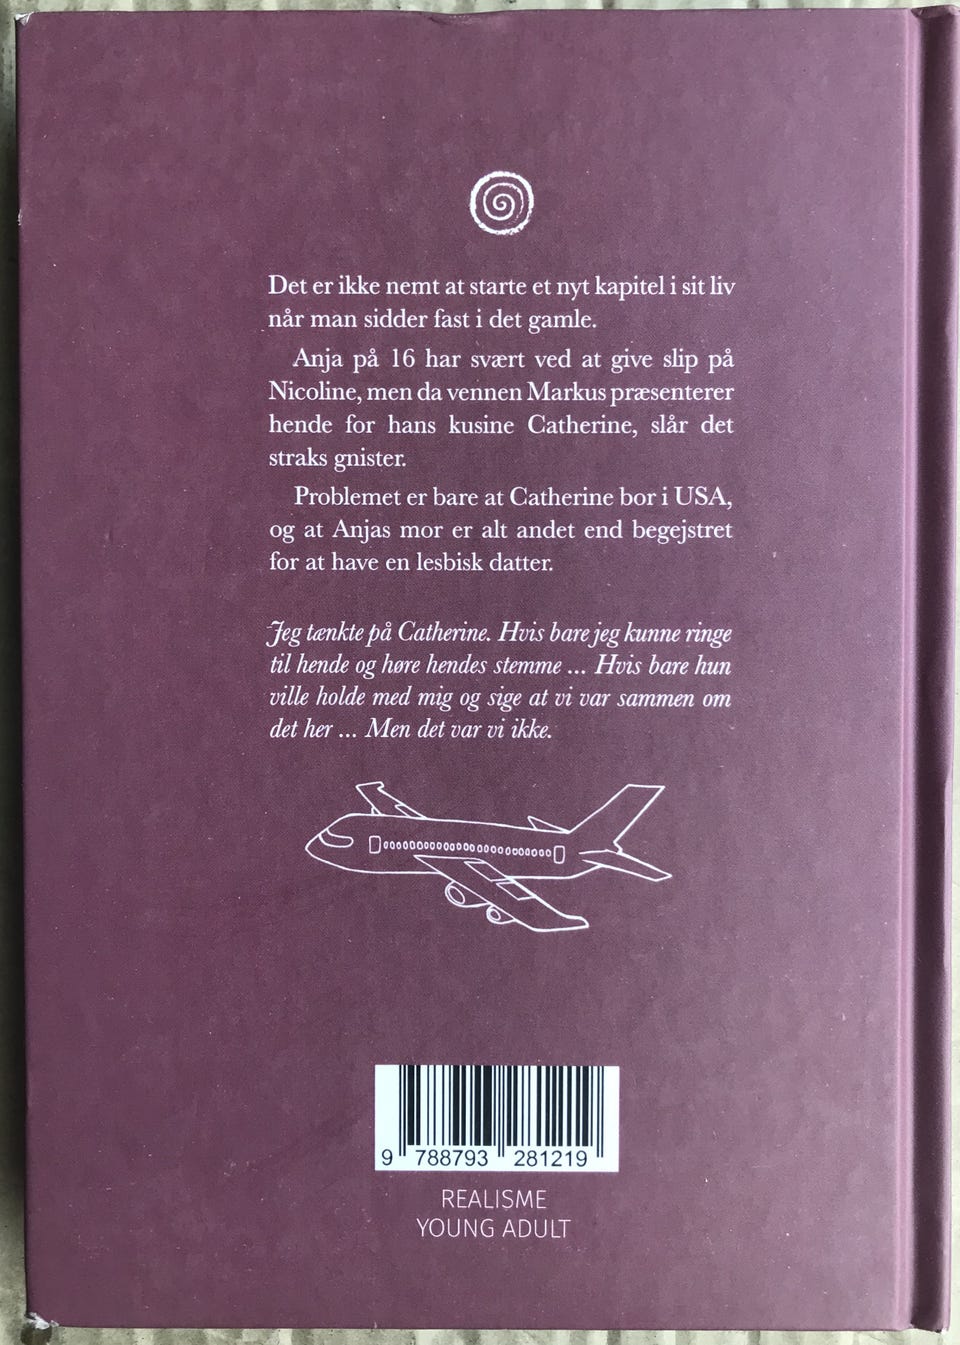 Det er ikke nemt at starte et nyt kapitel i sit liv
når man sidder fast i det gamle.
Anja på 16 har svært ved at give slip på
Nicoline, men da vennen Markus præsenterer
hende for hans kusine Catherine, slår det
straks gnister.
Problemet er bare at Catherine bor i USA,
og at Anjas mor er alt andet end begejstret
for at have en lesbisk datter.
Jeg tænkte på Catherine. Hvis bare jeg kunne ringe
til hende og høre hendes stemme ... Hvis bare hun
ville holde med mig og sige at vi var sammen om
det her ... Men det var vi ikke.
9 788793 281219
REALISME
YOUNG ADULT